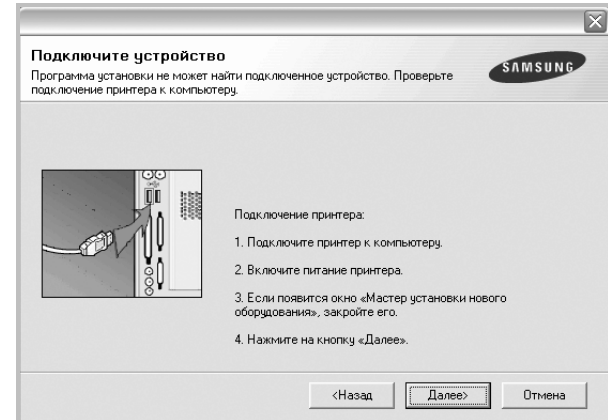 Подключите устройство
Программа установки не может найти подключенное устройство. Проверьте
подключение принтера к компьютеру.
SAMSUNG
Подключение принтера:
1. Подключите принтер к компьютеру.
2. Включите питание принтера.
3. Если появится окно «Мастер установки нового
оборудования», закройте его.
4. Нажмите на кнопку «Далее».
<Назад
Далее>
Отмена